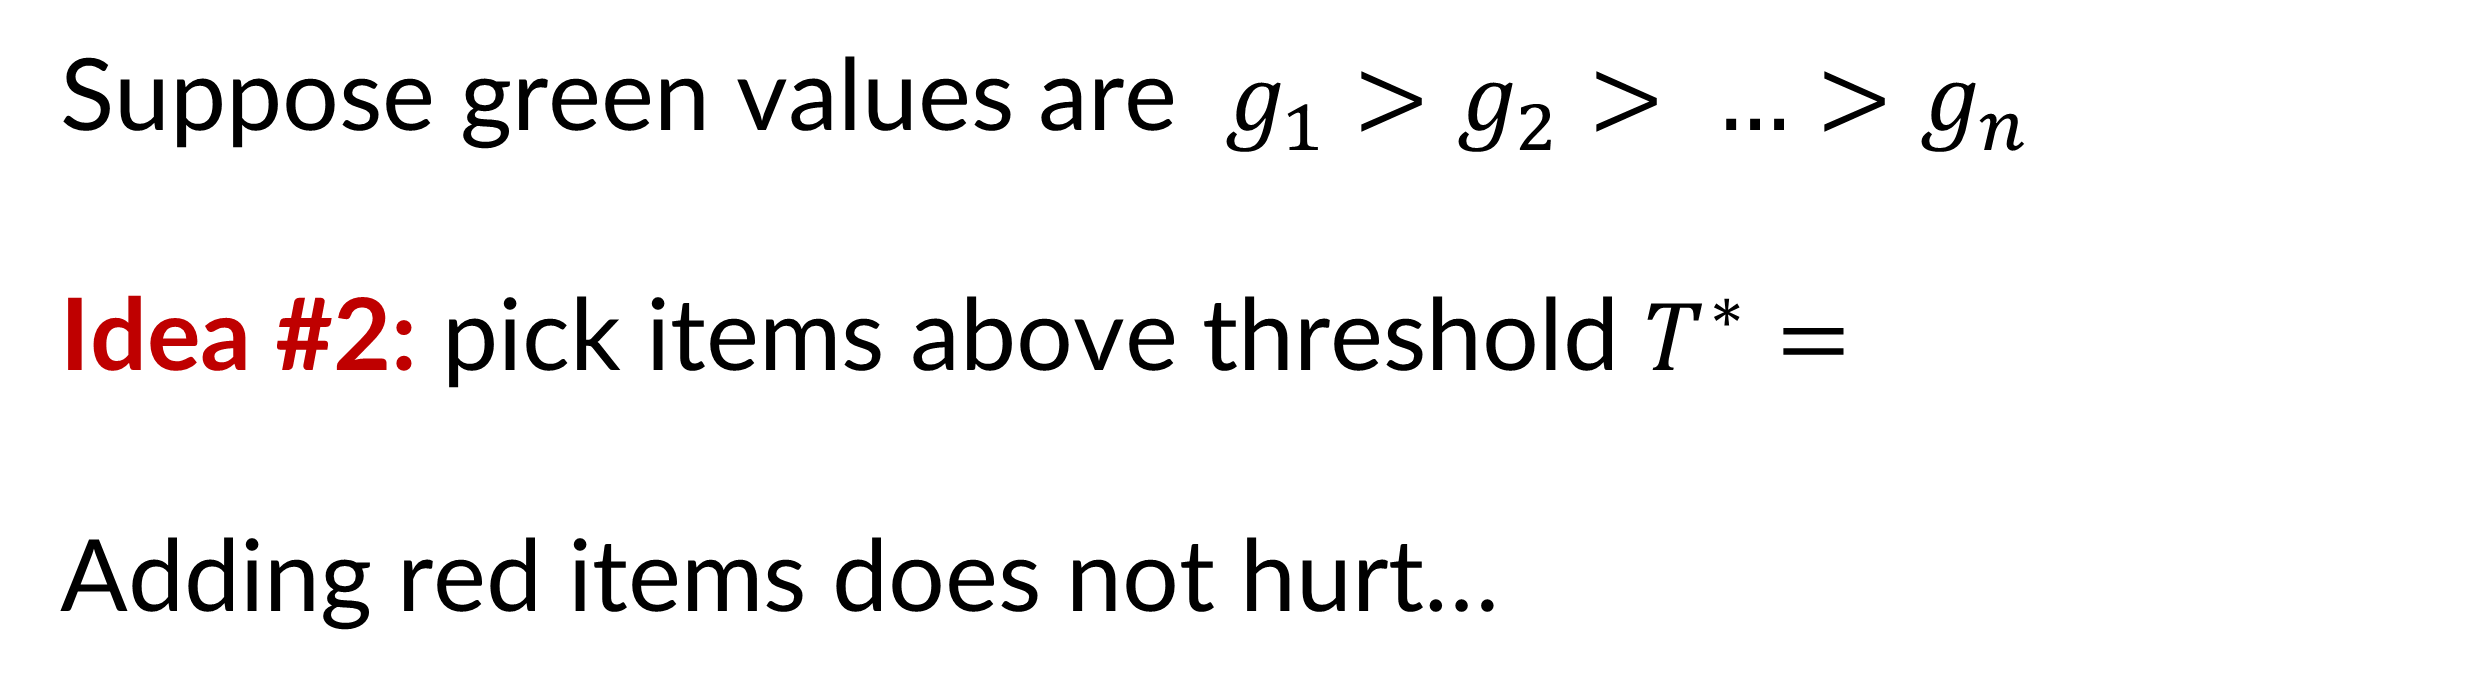 Suppose green values are g₁ > g₂ > ... > gₙ
Idea #2: pick items above threshold T* =
Adding red items does not hurt...